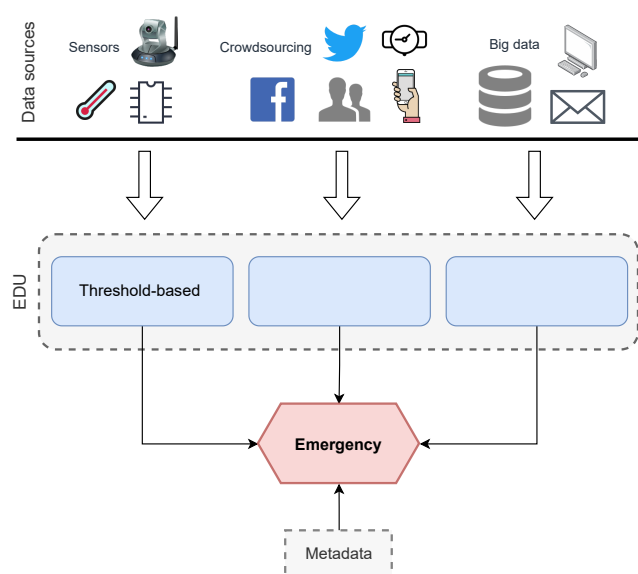 Data sources
Sensors
Crowdsourcing
Big data
EDU
Threshold-based
Emergency
Metadata